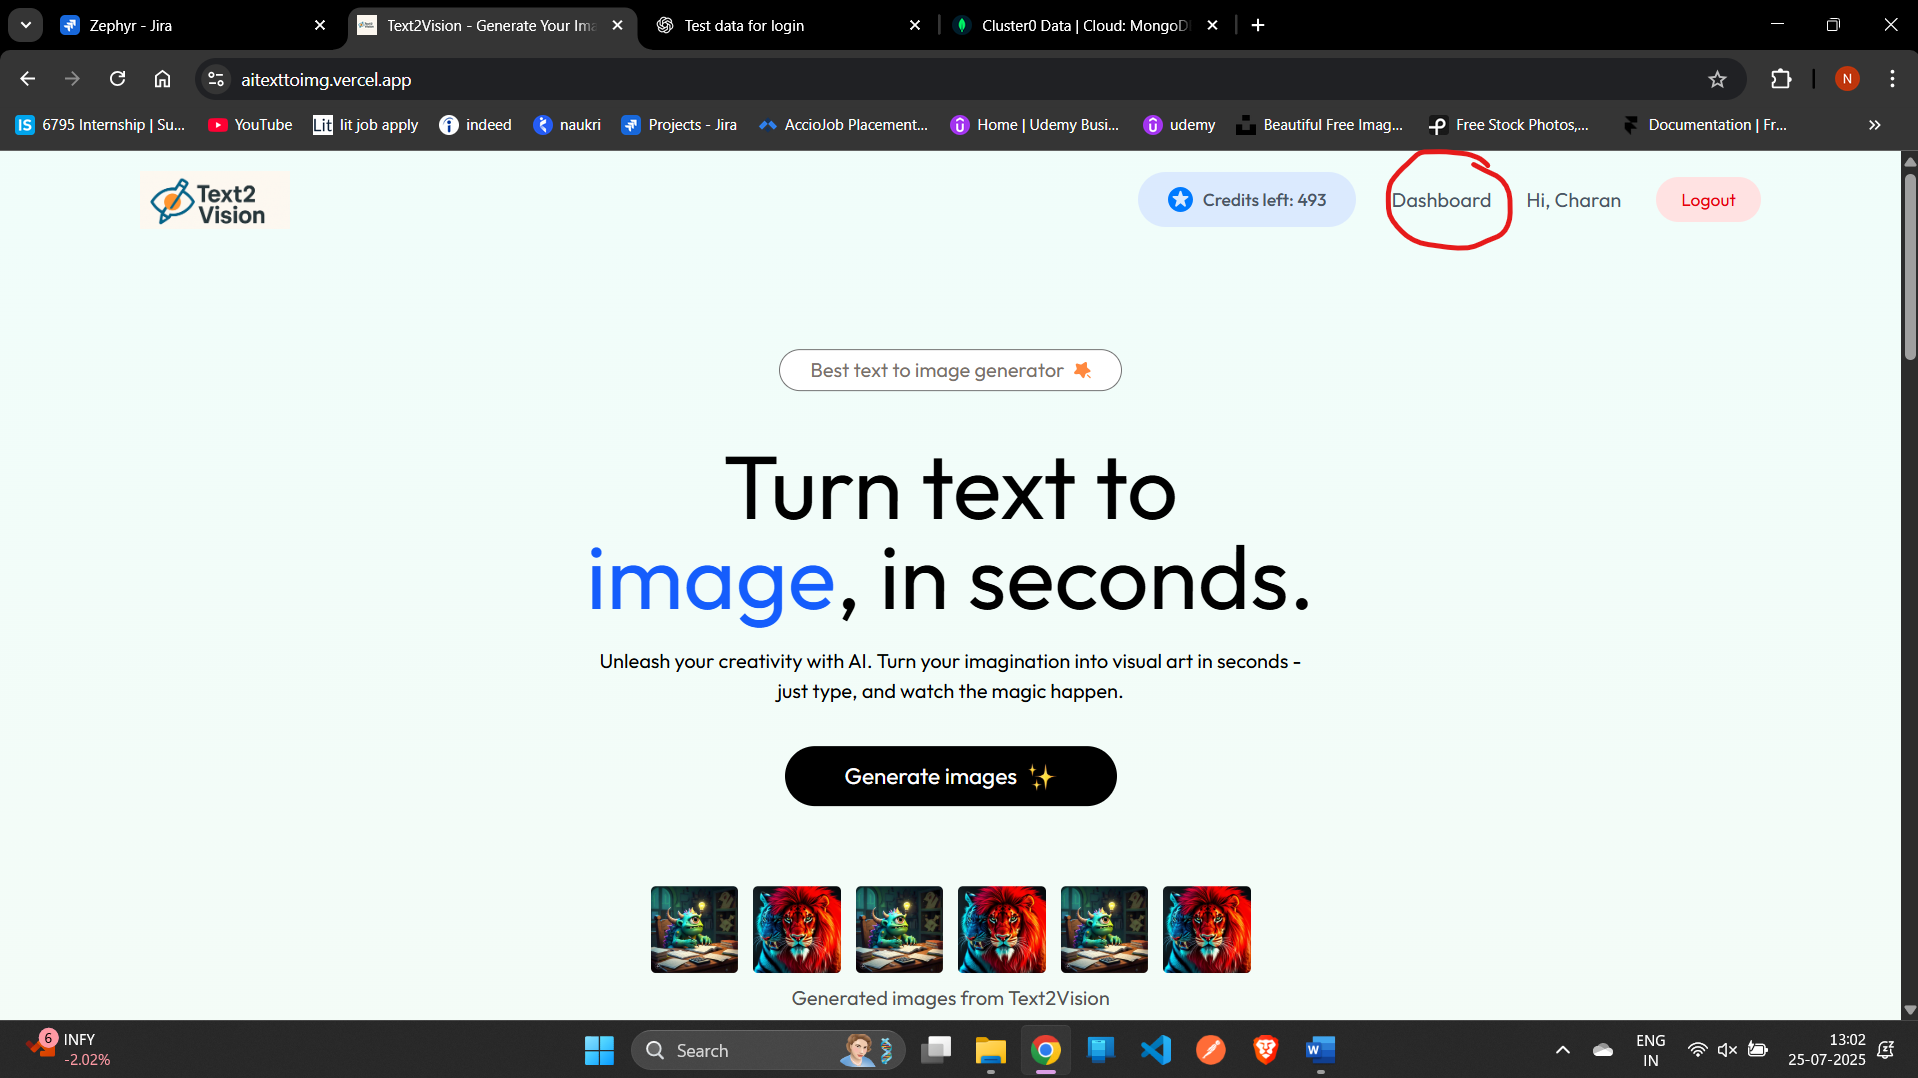 Zephyr - Jira
Text2Vision - Generate Your Ima
Test data for login
Cluster0 Data | Cloud: MongoD
aitexttoimg.vercel.app
N
IS 6795 Internship | Su...
YouTube
Lit lit job apply
indeed
naukri
Projects - Jira
AccioJob Placement...
Home | Udemy Busi...
udemy
Beautiful Free Imag...
Free Stock Photos,...
Documentation | Fr...
Text2
Vision
Credits left: 493
Dashboard
Hi, Charan
Logout
Best text to image generator
Turn text to
image, in seconds.
Unleash your creativity with AI. Turn your imagination into visual art in seconds -
just type, and watch the magic happen.
Generate images
Generated images from Text2Vision
6
INFY
-2.02%
Search
W
ENG
IN
13:02
25-07-2025